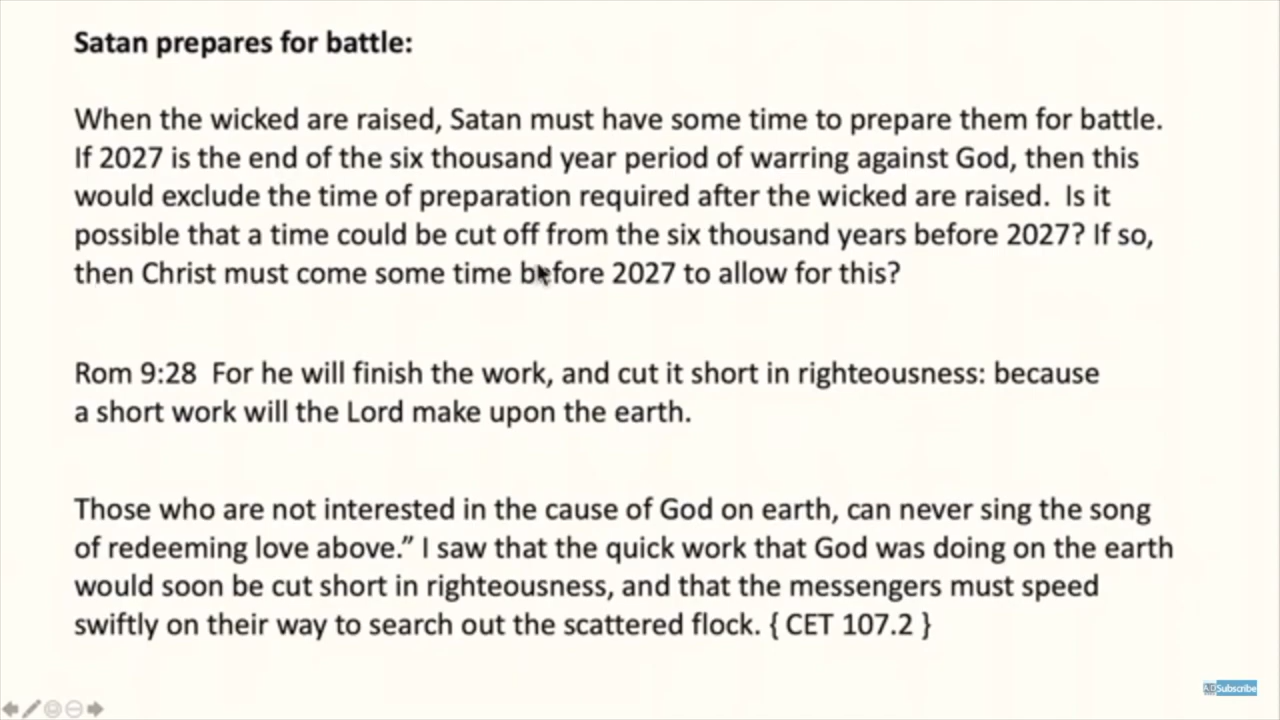 Satan prepares for battle:
When the wicked are raised, Satan must have some time to prepare them for battle.
If 2027 is the end of the six thousand year period of warring against God, then this
would exclude the time of preparation required after the wicked are raised.  Is it
possible that a time could be cut off from the six thousand years before 2027? If so,
then Christ must come some time before 2027 to allow for this?
Rom 9:28  For he will finish the work, and cut it short in righteousness: because
a short work will the Lord make upon the earth.
Those who are not interested in the cause of God on earth, can never sing the song
of redeeming love above.” I saw that the quick work that God was doing on the earth
would soon be cut short in righteousness, and that the messengers must speed
swiftly on their way to search out the scattered flock. { CET 107.2 }
Subscribe